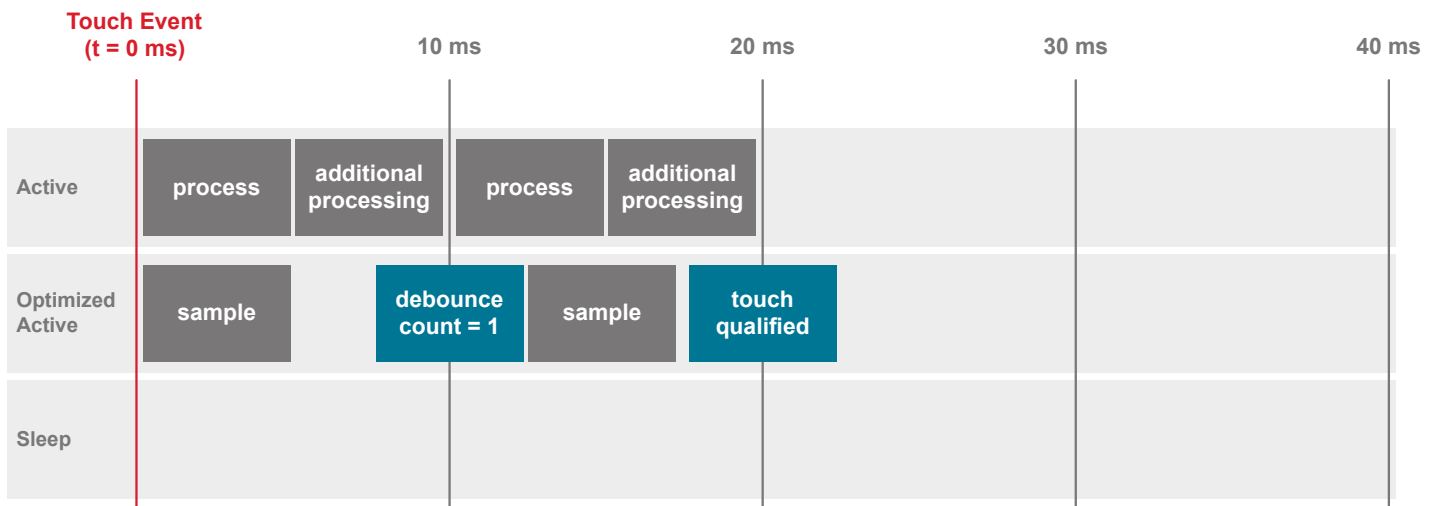 Touch Event
(t = 0 ms)
10 ms
20 ms
30 ms
40 ms
Active
process
additional
processing
process
additional
processing
Optimized
Active
sample
debounce
count = 1
sample
touch
qualified
Sleep